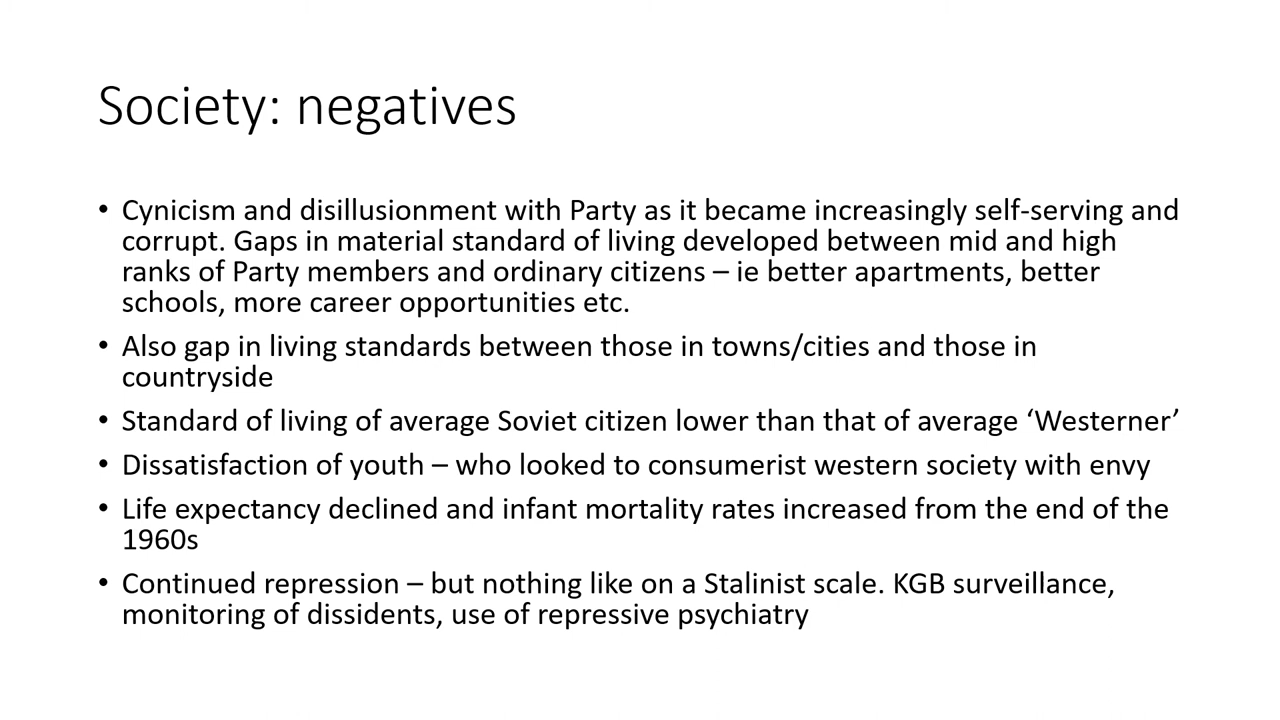 Society: negatives
• Cynicism and disillusionment with Party as it became increasingly self-serving and
corrupt. Gaps in material standard of living developed between mid and high
ranks of Party members and ordinary citizens – ie better apartments, better
schools, more career opportunities etc.
• Also gap in living standards between those in towns/cities and those in
countryside
• Standard of living of average Soviet citizen lower than that of average ‘Westerner’
• Dissatisfaction of youth – who looked to consumerist western society with envy
• Life expectancy declined and infant mortality rates increased from the end of the
1960s
• Continued repression – but nothing like on a Stalinist scale. KGB surveillance,
monitoring of dissidents, use of repressive psychiatry